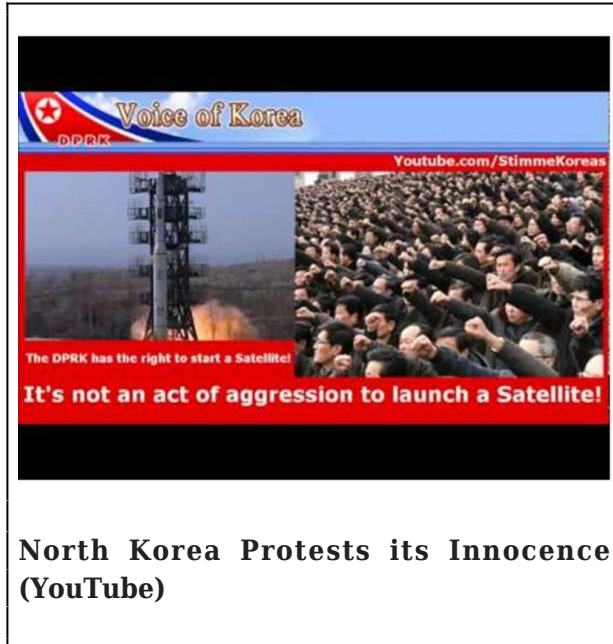 Voice of Korea
DPRK
Youtube.com/StimmeKoreas
The DPRK has the right to start a Satellite!
It's not an act of aggression to launch a Satellite!
North Korea Protests its Innocence
(YouTube)